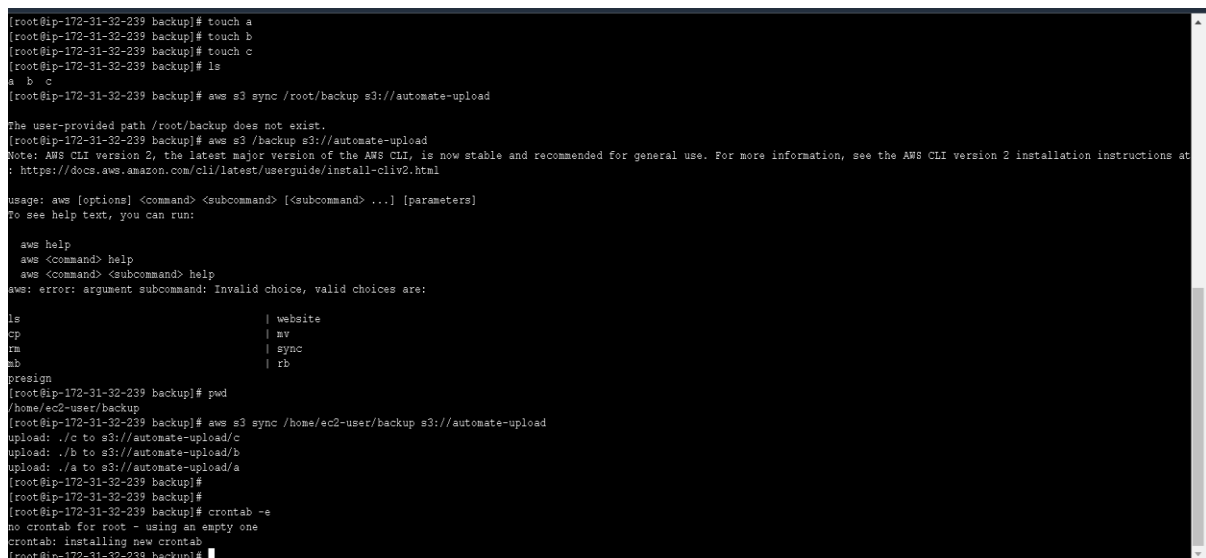 [root@ip-172-31-32-239 backup]# touch a
[root@ip-172-31-32-239 backup]# touch b
[root@ip-172-31-32-239 backup]# touch c
[root@ip-172-31-32-239 backup]# ls
a  b  c
[root@ip-172-31-32-239 backup]# aws s3 sync /root/backup s3://automate-upload
The user-provided path /root/backup does not exist.
[root@ip-172-31-32-239 backup]# aws s3 /backup s3://automate-upload
Note: AWS CLI version 2, the latest major version of the AWS CLI, is now stable and recommended for general use. For more information, see the AWS CLI version 2 installation instructions at
: https://docs.aws.amazon.com/cli/latest/userguide/install-cliv2.html
usage: aws [options] <command> <subcommand> [<subcommand> ...] [parameters]
To see help text, you can run:
  aws help
  aws <command> help
  aws <command> <subcommand> help
aws: error: argument subcommand: Invalid choice, valid choices are:
ls                                       | website
cp                                       | mv
rm                                       | sync
mb                                       | rb
presign
[root@ip-172-31-32-239 backup]# pwd
/home/ec2-user/backup
[root@ip-172-31-32-239 backup]# aws s3 sync /home/ec2-user/backup s3://automate-upload
upload: ./c to s3://automate-upload/c
upload: ./b to s3://automate-upload/b
upload: ./a to s3://automate-upload/a
[root@ip-172-31-32-239 backup]#
[root@ip-172-31-32-239 backup]#
[root@ip-172-31-32-239 backup]# crontab -e
no crontab for root - using an empty one
crontab: installing new crontab
[root@ip-172-31-32-239 backup]#